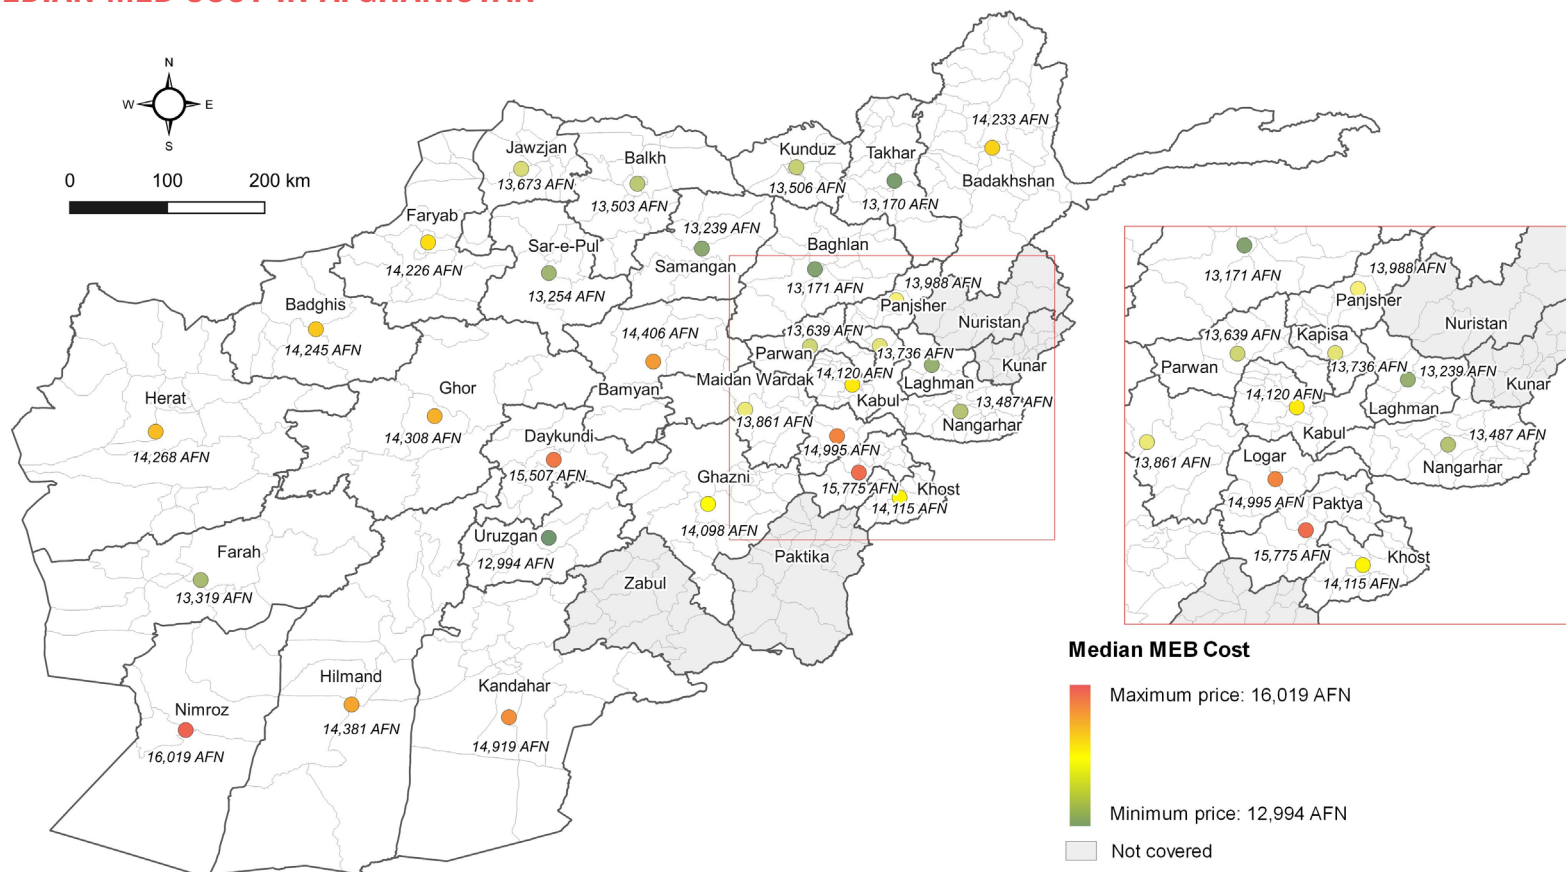 MEDIAN MEB COST IN AFGHANISTAN
N
W E
S
0 100 200 km
14,233 AFN
Badakhshan
Jawzjan
13,673 AFN
Balkh
13,503 AFN
Kunduz
13,506 AFN
Takhar
13,170 AFN
Faryab
14,226 AFN
Sar-e-Pul
13,254 AFN
13,239 AFN
Samangan
Baghlan
13,171 AFN
13,988 AFN
Panjsher
Nuristan
Kunar
Badghis
14,245 AFN
14,406 AFN
Bamyan
13,639 AFN
Parwan
13,736 AFN
14,120 AFN
Kabul
Laghman
13,487 AFN
Nangarhar
Maidan Wardak
13,861 AFN
Herat
14,268 AFN
Ghor
14,308 AFN
Daykundi
15,507 AFN
14,995 AFN
15,775 AFN
Khost
14,115 AFN
Ghazni
14,098 AFN
Uruzgan
12,994 AFN
Farah
13,319 AFN
Zabul
Paktika
Nimroz
16,019 AFN
Hilmand
14,381 AFN
Kandahar
14,919 AFN
13,171 AFN
13,988 AFN
Panjsher
Nuristan
13,639 AFN
Kapisa
Parwan
13,736 AFN
13,239 AFN
Kunar
14,120 AFN
Laghman
Kabul
13,487 AFN
Nangarhar
13,861 AFN
Logar
14,995 AFN
Paktya
15,775 AFN
Khost
14,115 AFN
Median MEB Cost
Maximum price: 16,019 AFN
Minimum price: 12,994 AFN
Not covered